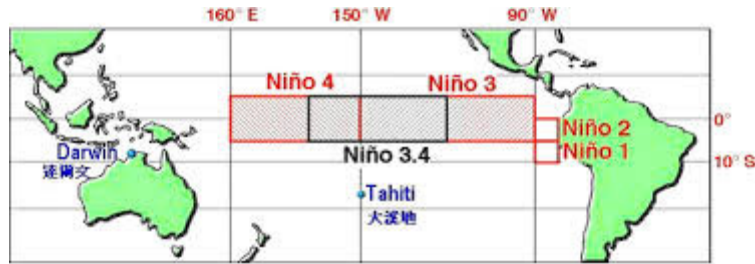 160° E
150° W
90° W
Niño 4
Niño 3
0°
Niño 2
Niño 1
Niño 3.4
10° S
Darwin
達爾文
Tahiti
大溪地